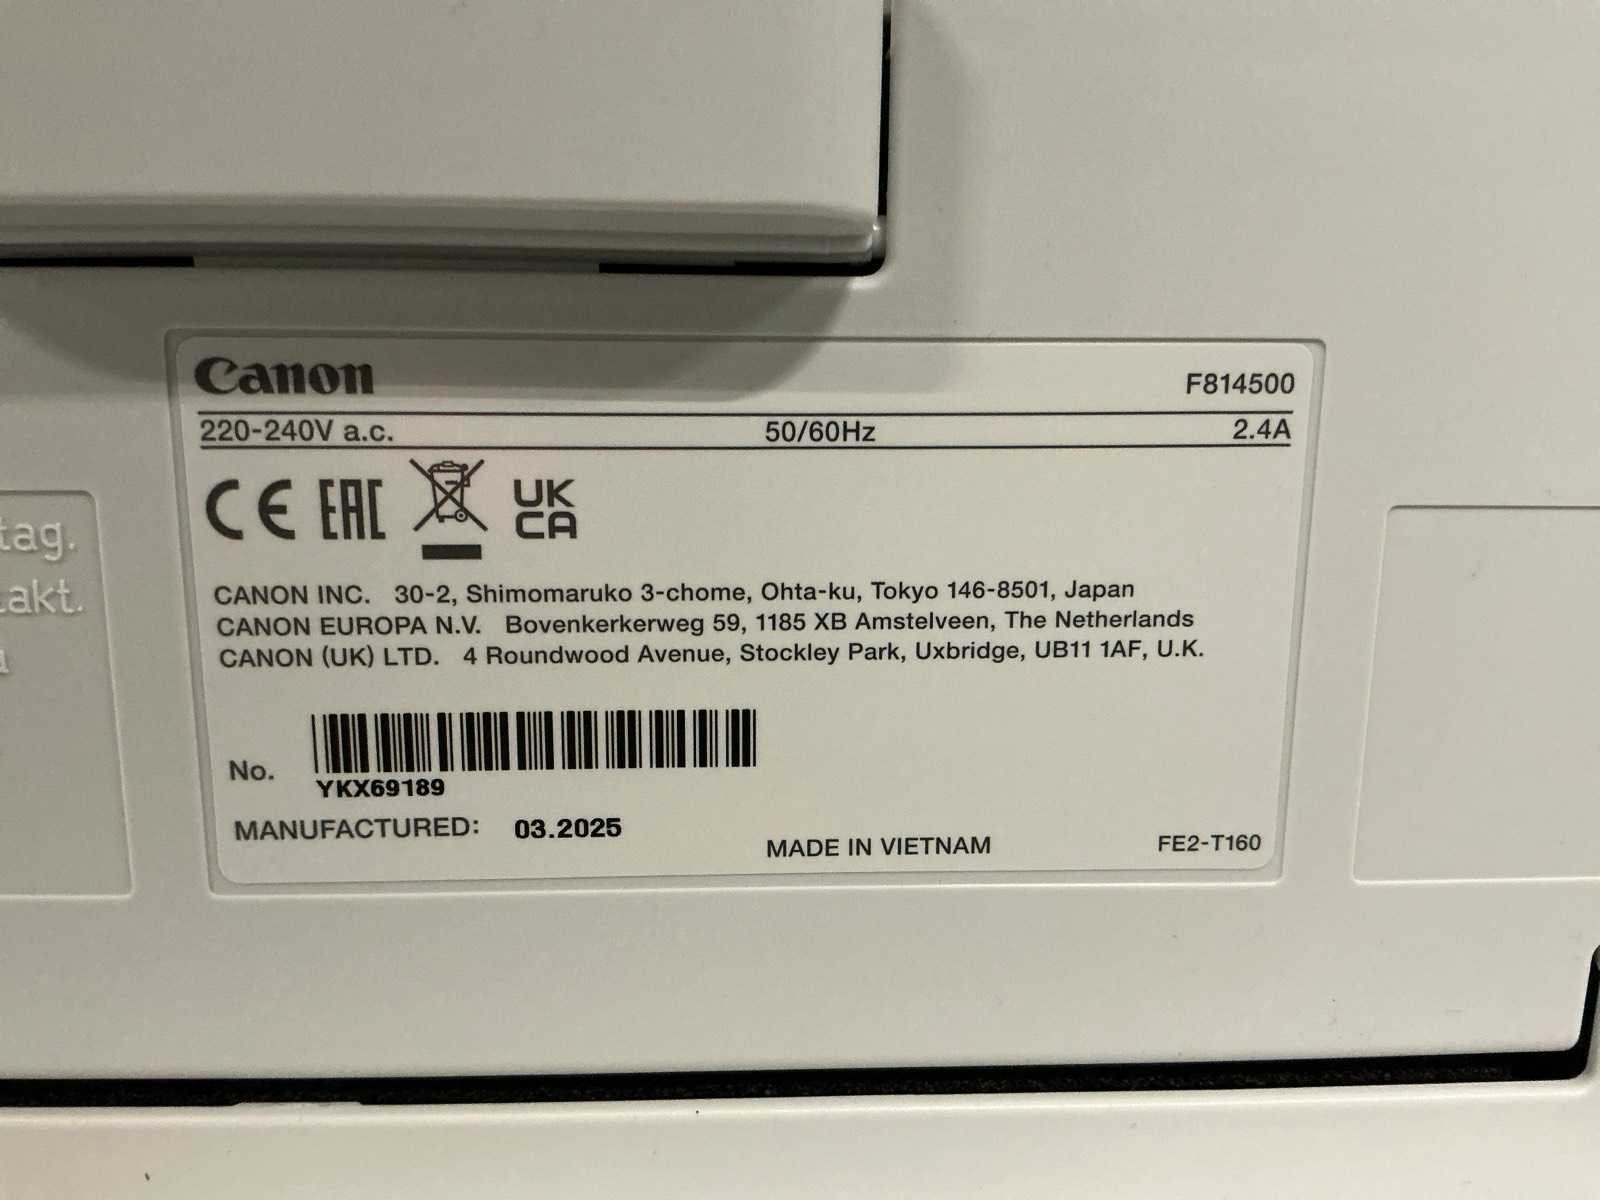 Canon
F814500
220-240V a.c. 50/60Hz 2.4A
CE EAC UK
CA
CANON INC. 30-2, Shimomaruko 3-chome, Ohta-ku, Tokyo 146-8501, Japan
CANON EUROPA N.V. Bovenkerkerweg 59, 1185 XB Amstelveen, The Netherlands
CANON (UK) LTD. 4 Roundwood Avenue, Stockley Park, Uxbridge, UB11 1AF, U.K.
No.
YKX69189
MANUFACTURED: 03.2025
MADE IN VIETNAM
FE2-T160
tag.
akt.